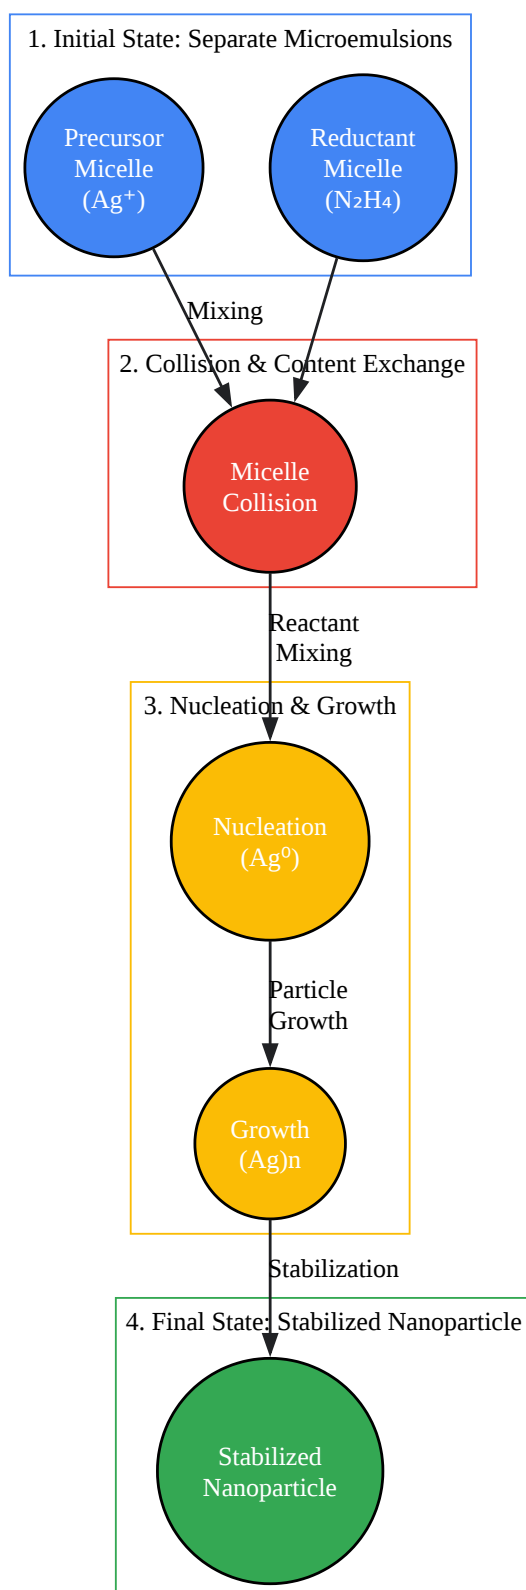 1. Initial State: Separate Microemulsions
Precursor
Micelle
(Ag⁺)
Reductant
Micelle
(N₂H₄)
Mixing
2. Collision & Content Exchange
Micelle
Collision
Reactant
Mixing
3. Nucleation & Growth
Nucleation
(Ag⁰)
Particle
Growth
Growth
(Ag)n
Stabilization
4. Final State: Stabilized Nanoparticle
Stabilized
Nanoparticle